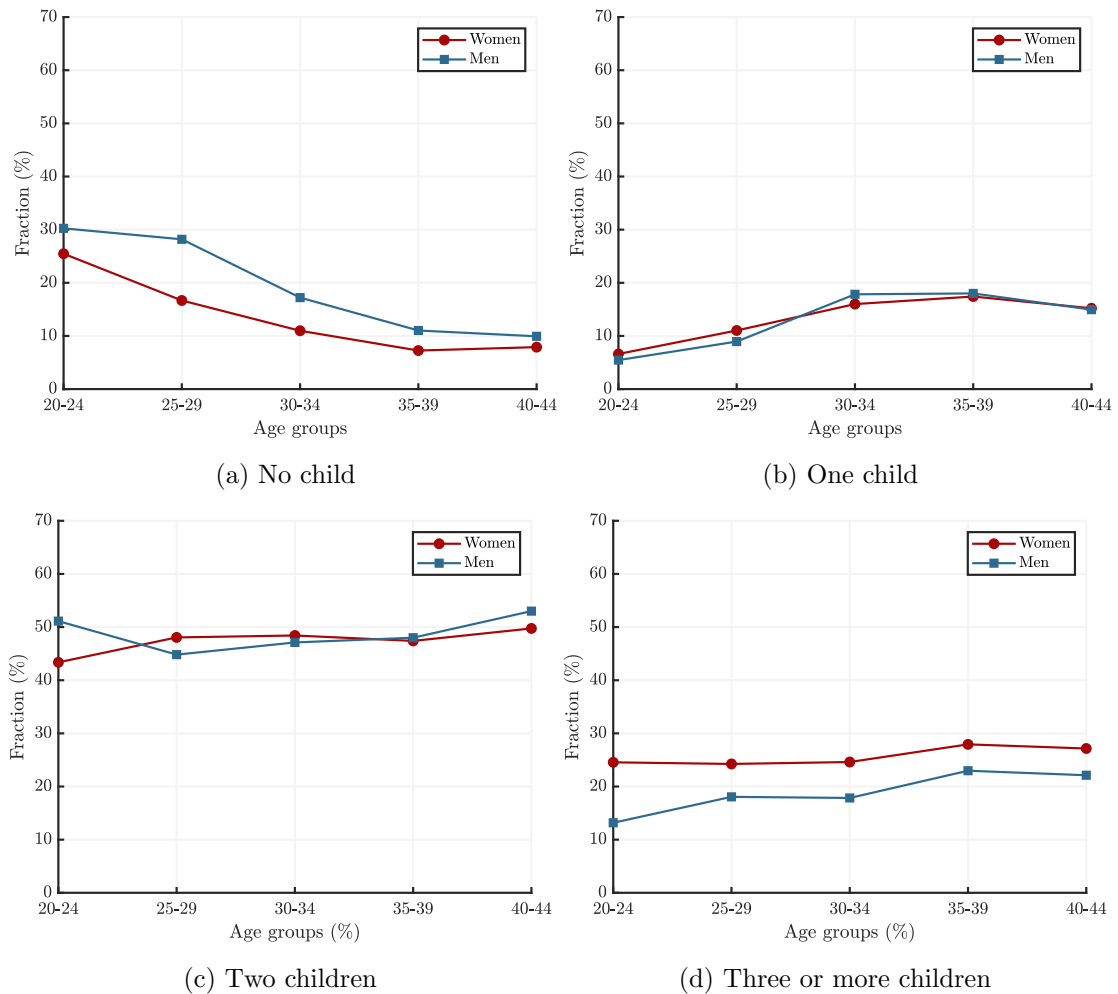 70
60
50
40
30
20
10
0
Fraction (%)
Women
Men
20-24 25-29 30-34 35-39 40-44
Age groups
(a) No child
70
60
50
40
30
20
10
0
Fraction (%)
Women
Men
20-24 25-29 30-34 35-39 40-44
Age groups
(b) One child
70
60
50
40
30
20
10
0
Fraction (%)
Women
Men
20-24 25-29 30-34 35-39 40-44
Age groups (%)
(c) Two children
70
60
50
40
30
20
10
0
Fraction (%)
Women
Men
20-24 25-29 30-34 35-39 40-44
Age groups (%)
(d) Three or more children